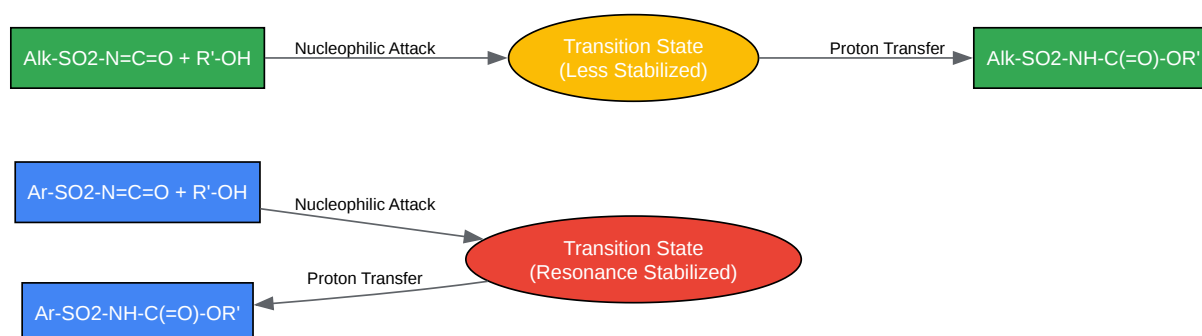 Alk-SO2-N=C=O + R'-OH
Nucleophilic Attack
Transition State
(Less Stabilized)
Proton Transfer
Alk-SO2-NH-C(=O)-OR'
Ar-SO2-N=C=O + R'-OH
Nucleophilic Attack
Transition State
(Resonance Stabilized)
Proton Transfer
Ar-SO2-NH-C(=O)-OR'